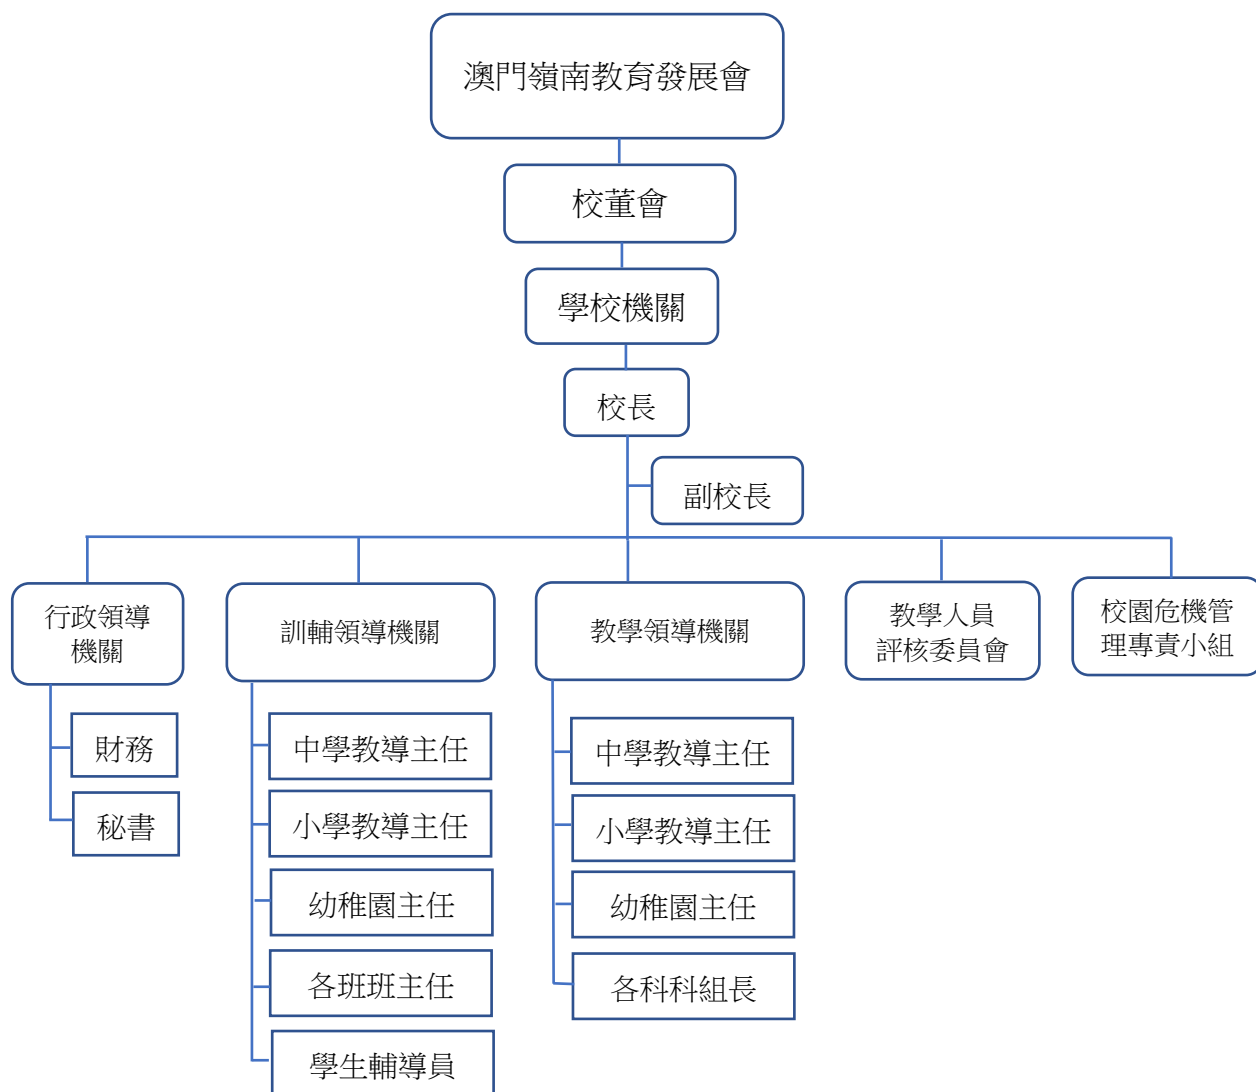 澳門嶺南教育發展會
校董會
學校機關
校長
副校長
行政領導
機關
訓輔領導機關
教學領導機關
教學人員
評核委員會
校園危機管
理專責小組
財務
秘書
中學教導主任
小學教導主任
幼稚園主任
各班班主任
學生輔導員
中學教導主任
小學教導主任
幼稚園主任
各科科組長